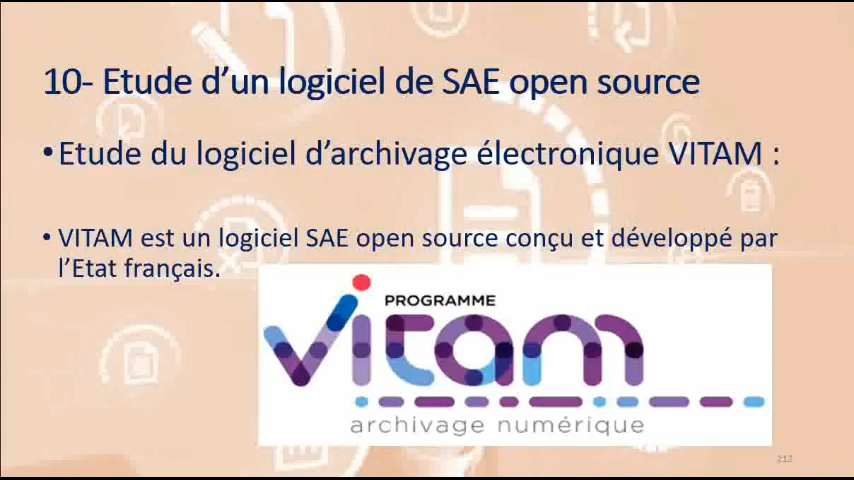 10- Etude d’un logiciel de SAE open source
•Etude du logiciel d’archivage électronique VITAM :
• VITAM est un logiciel SAE open source conçu et développé par
l’Etat français.
PROGRAMME
vitam
archivage numérique